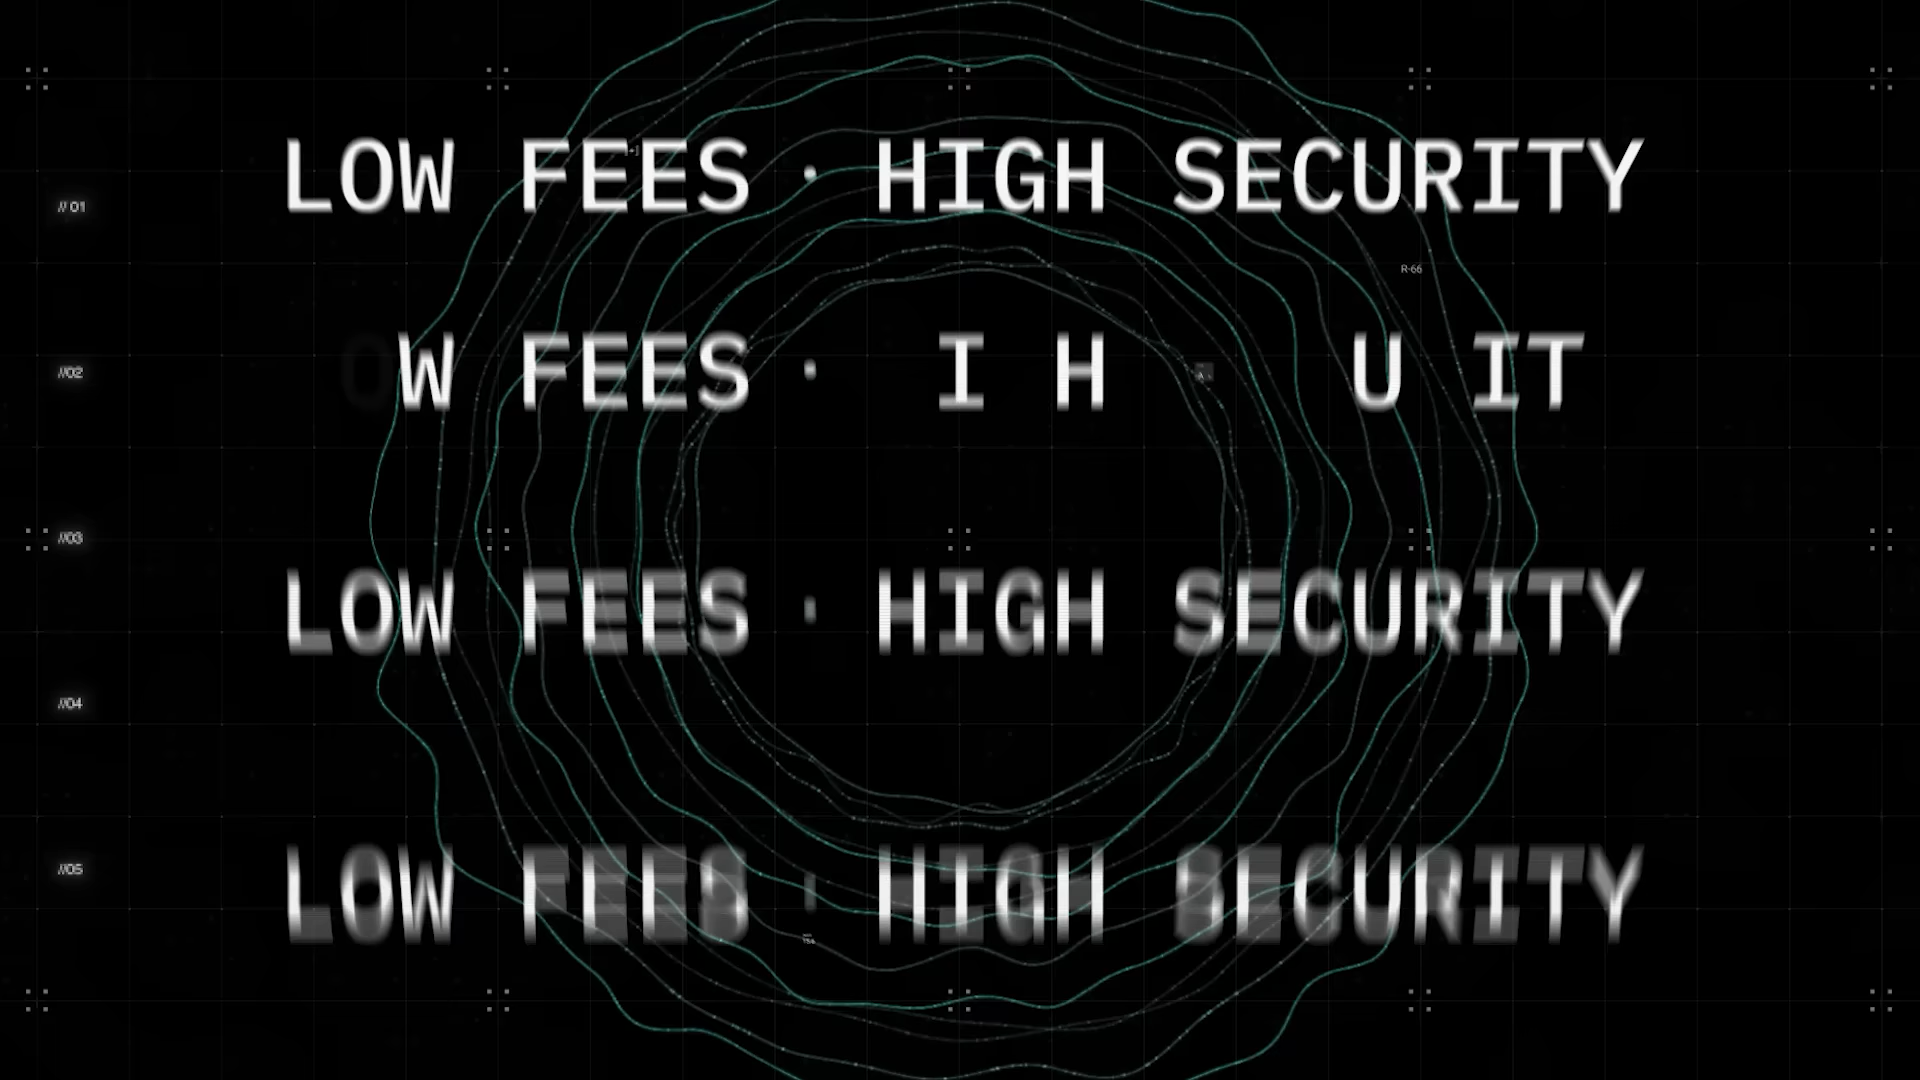 LOW FEES · HIGH SECURITY
// 01
R-66
W FEES · I H U IT
//02
//03
LOW FEES · HIGH SECURITY
//04
LOW FEES · HIGH SECURITY
//05